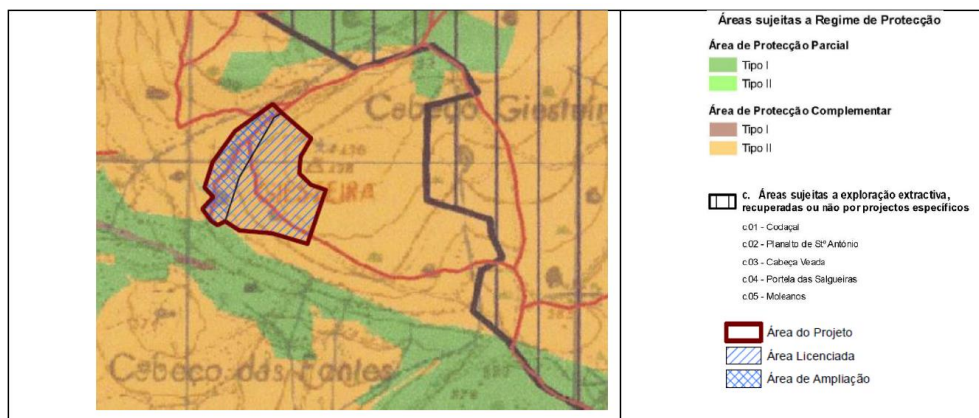 Cabeço Giesteir
Cabeço das Fontes
Áreas sujeitas a Regime de Protecção
Área de Protecção Parcial
Tipo I
Tipo II
Área de Protecção Complementar
Tipo I
Tipo II
c. Áreas sujeitas a exploração extractiva,
recuperadas ou não por projectos específicos
c01 - Codaçal
c02 - Planalto de Stº António
c03 - Cabeça Veada
c04 - Portela das Salgueiras
c05 - Moleanos
Área do Projeto
Área Licenciada
Área de Ampliação